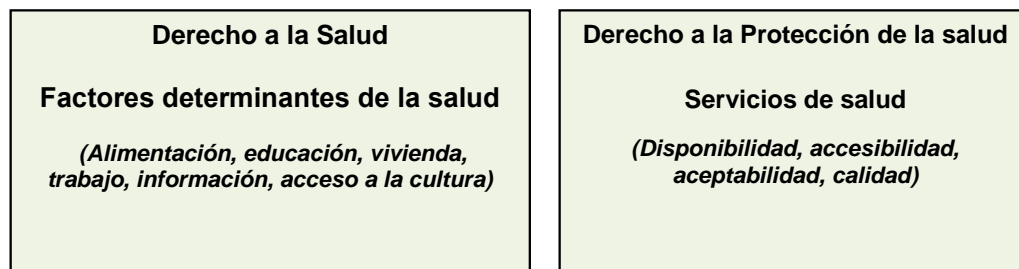 Derecho a la Salud
Factores determinantes de la salud
(Alimentación, educación, vivienda,
trabajo, información, acceso a la cultura)
Derecho a la Protección de la salud
Servicios de salud
(Disponibilidad, accesibilidad,
aceptabilidad, calidad)